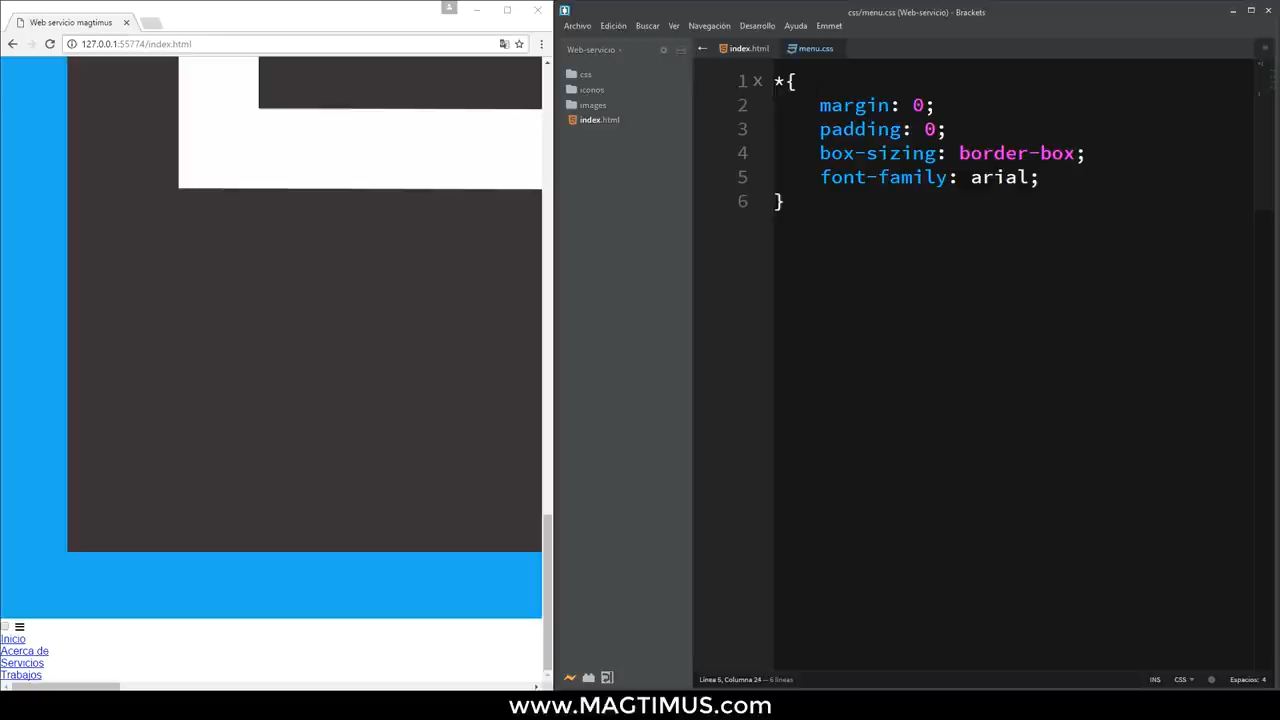 Web servicio magtimus
127.0.0.1:55774/index.html
Inicio
Acerca de
Servicios
Trabajos
css/menu.css (Web-servicio) - Brackets
Archivo Edición Buscar Ver Navegación Desarrollo Ayuda Emmet
Web-servicio
index.html menu.css
css
iconos
images
index.html
1 *{
2 margin: 0;
3 padding: 0;
4 box-sizing: border-box;
5 font-family: arial;
6 }
Línea 5, Columna 24 — 6 líneas
INS CSS Espacios: 4
www.MAGTIMUS.com